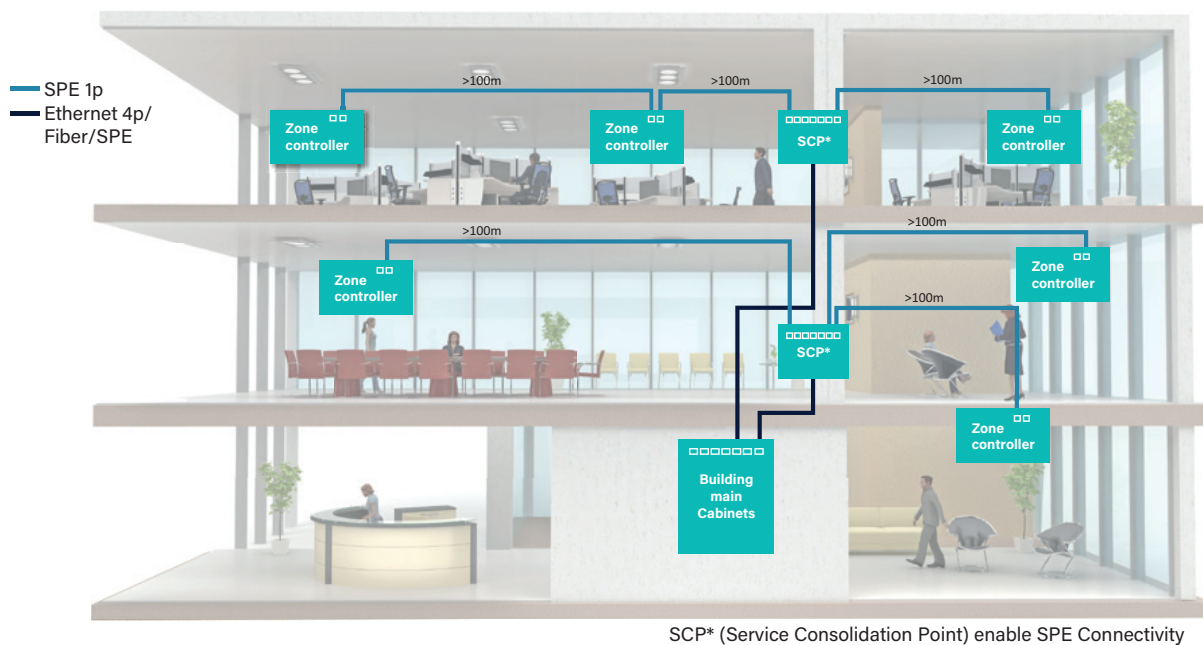 SPE 1p
Ethernet 4p/
Fiber/SPE
>100m
>100m
>100m
Zone
controller
Zone
controller
SCP*
Zone
controller
>100m
>100m
Zone
controller
Zone
controller
>100m
SCP*
Zone
controller
Building
main
Cabinets
SCP* (Service Consolidation Point) enable SPE Connectivity